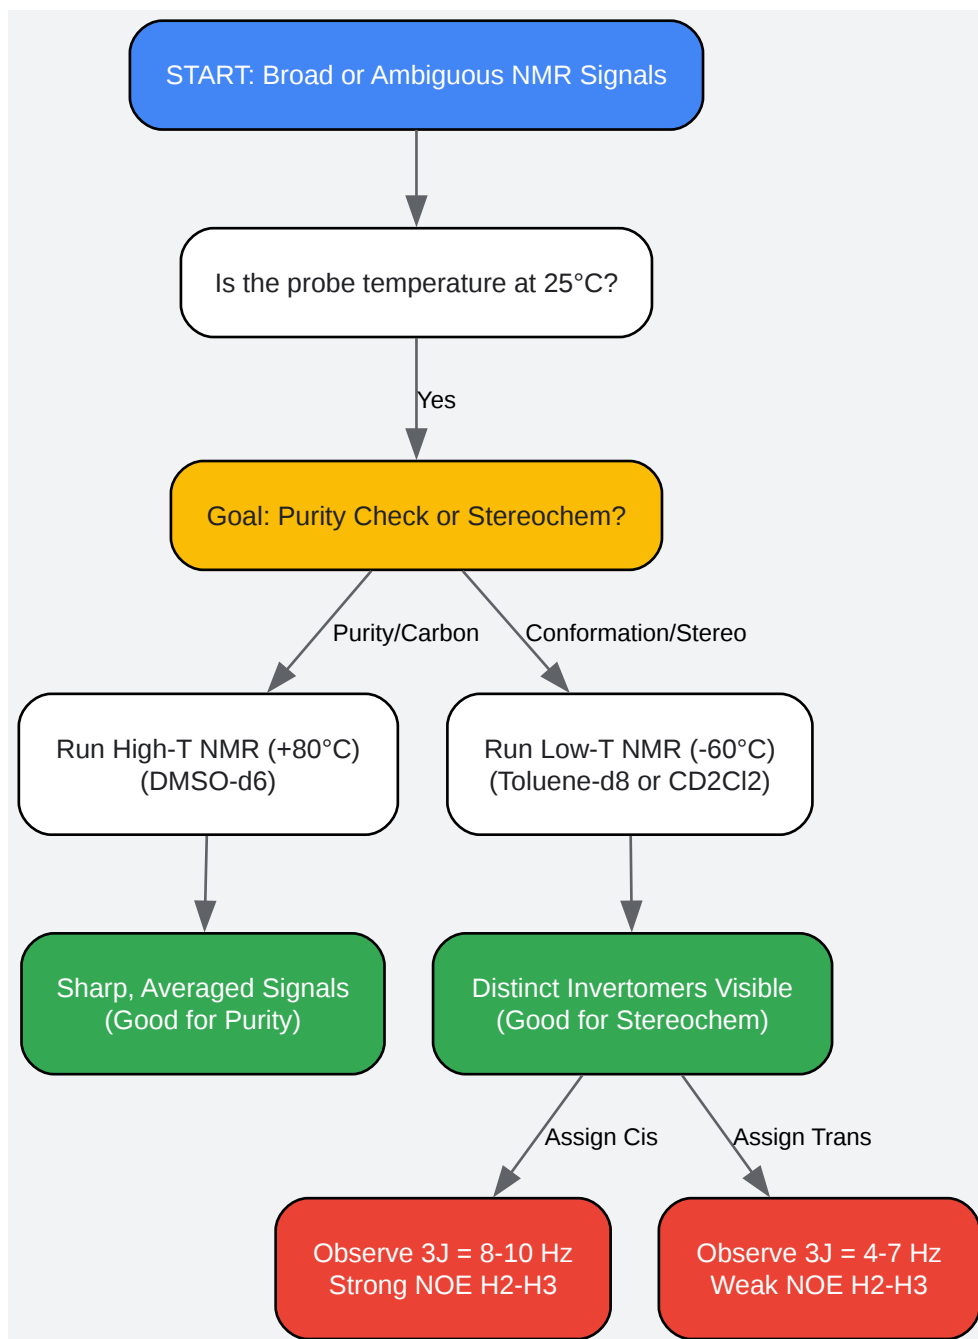 START: Broad or Ambiguous NMR Signals
Is the probe temperature at 25°C?
Yes
Goal: Purity Check or Stereochem?
Purity/Carbon
Conformation/Stereo
Run High-T NMR (+80°C)
(DMSO-d6)
Run Low-T NMR (-60°C)
(Toluene-d8 or CD2Cl2)
Sharp, Averaged Signals
(Good for Purity)
Distinct Invertomers Visible
(Good for Stereochem)
Assign Cis
Assign Trans
Observe 3J = 8-10 Hz
Strong NOE H2-H3
Observe 3J = 4-7 Hz
Weak NOE H2-H3